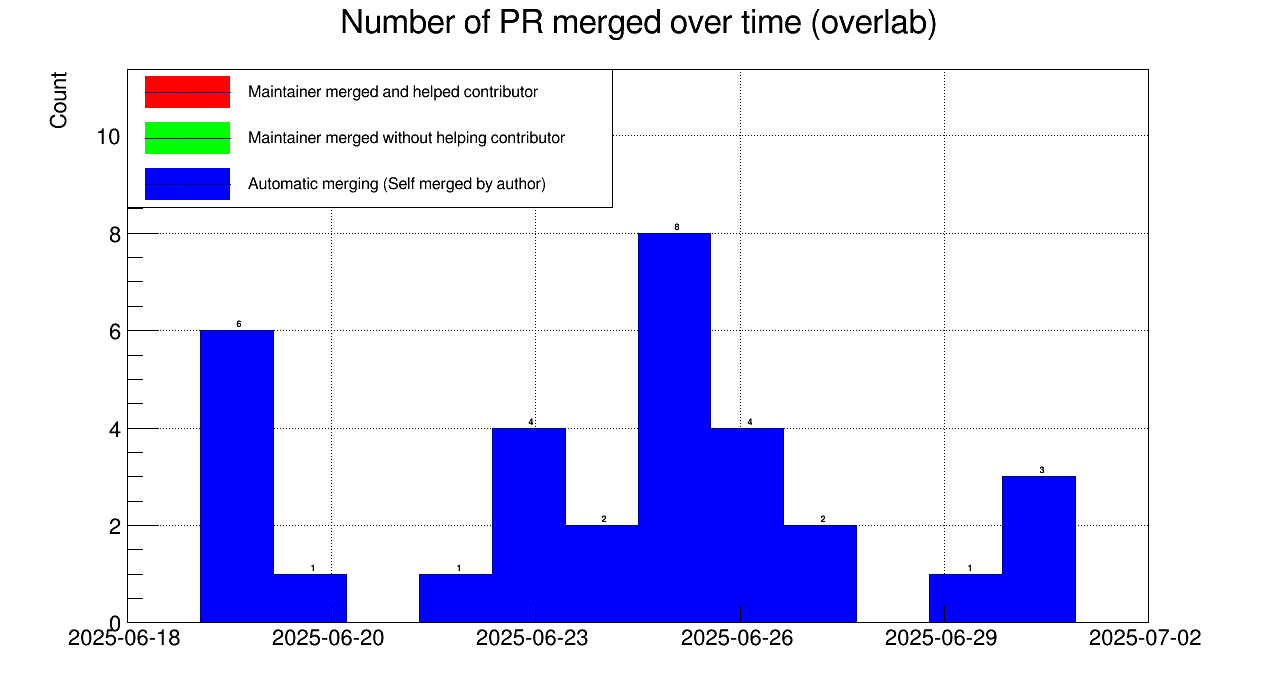 Number of PR merged over time (overlab)
Count
Maintainer merged and helped contributor
Maintainer merged without helping contributor
Automatic merging (Self merged by author)
10
8
6
4
2
0
6
1
1
4
2
8
4
2
1
3
2025-06-18 2025-06-20 2025-06-23 2025-06-26 2025-06-29 2025-07-02